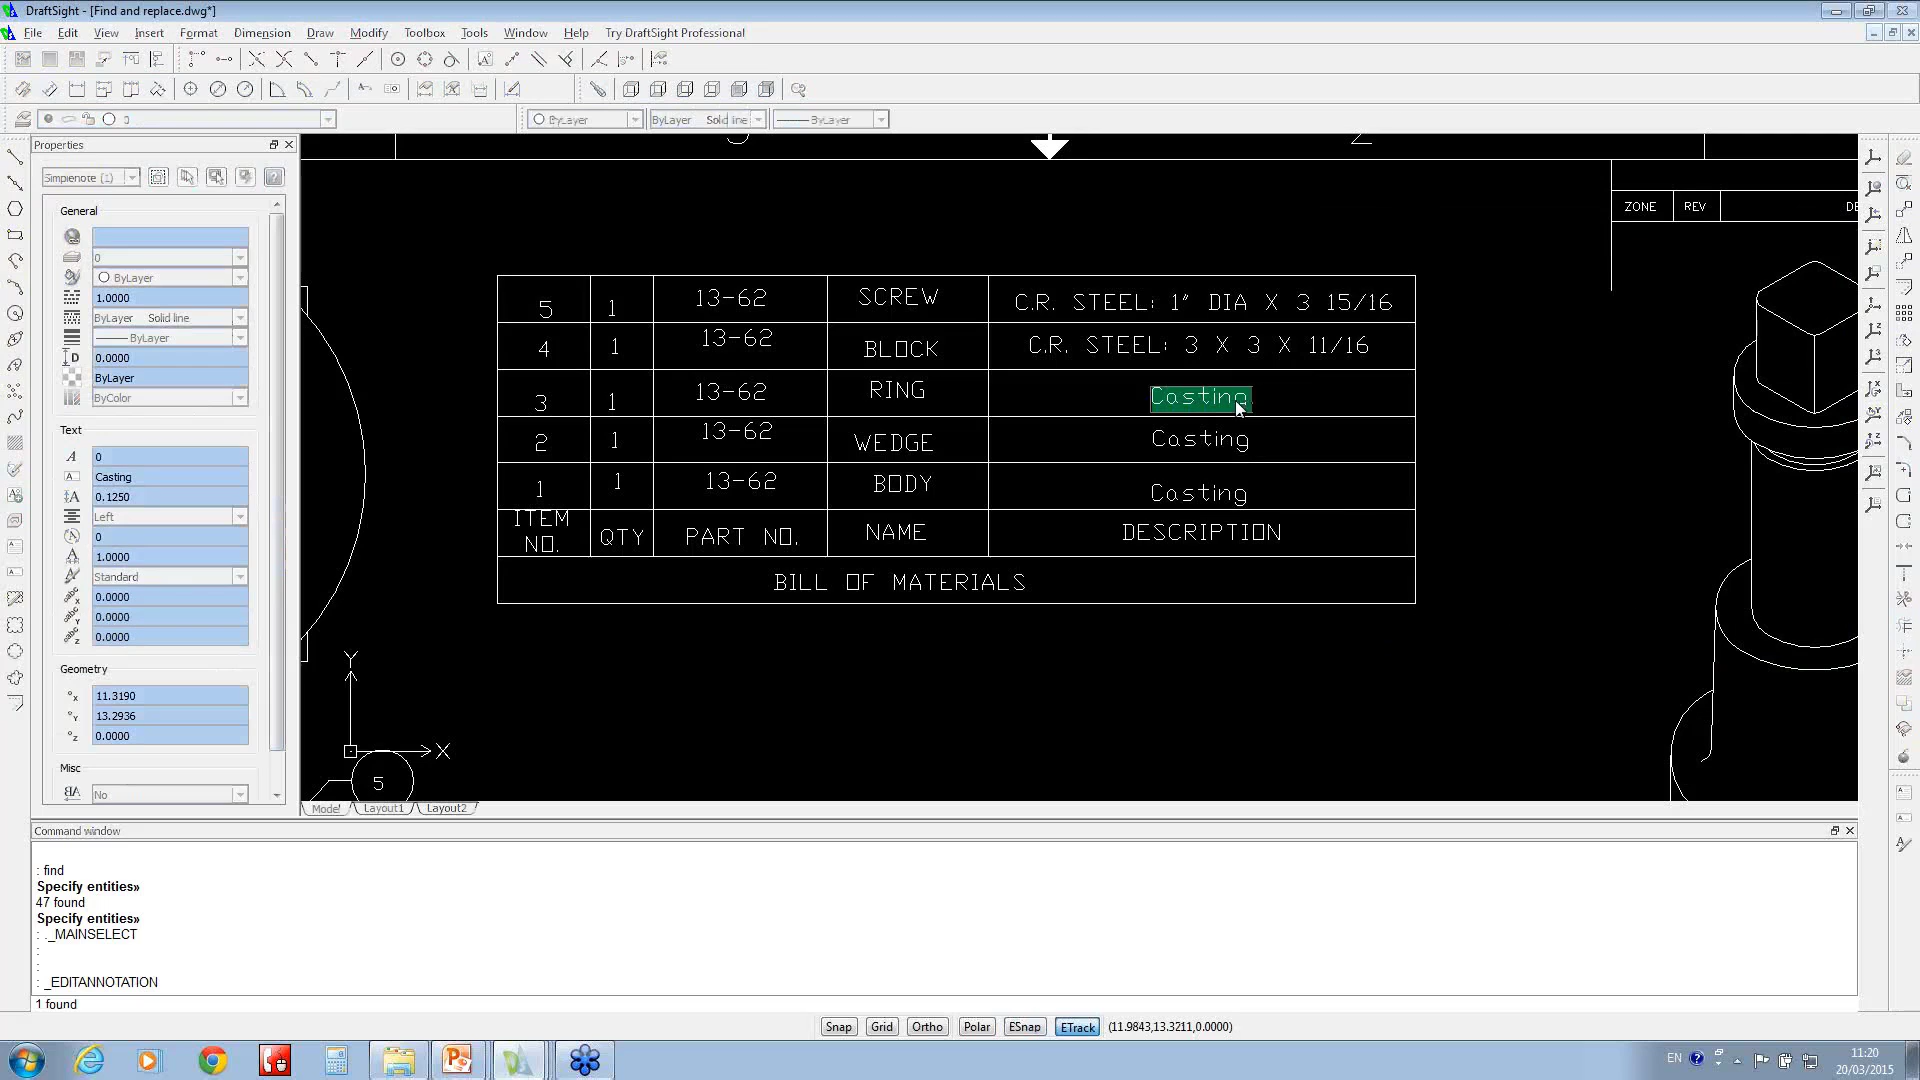 DraftSight - [Find and replace.dwg*]
File Edit View Insert Format Dimension Draw Modify Toolbox Tools Window Help Try DraftSight Professional
0 ByLayer ByLayer Solid line ByLayer
Properties
Simplenote (1)
General
0
ByLayer
1.0000
ByLayer Solid line
ByLayer
0.0000
ByLayer
ByColor
Text
0
Casting
0.1250
Left
0
1.0000
Standard
0.0000
0.0000
0.0000
Geometry
11.3190
13.2936
0.0000
Misc
No
ZONE REV
5 1 13-62 SCREW C.R. STEEL: 1" DIA X 3 15/16
4 1 13-62 BLOCK C.R. STEEL: 3 X 3 X 11/16
3 1 13-62 RING Casting
2 1 13-62 WEDGE Casting
1 1 13-62 BODY Casting
ITEM NO. QTY PART NO. NAME DESCRIPTION
BILL OF MATERIALS
Y
X
5
Model Layout1 Layout2
Command window
: find
Specify entities»
47 found
Specify entities»
: ._MAINSELECT
:
:
: _EDITANNOTATION
1 found
Snap Grid Ortho Polar ESnap ETrack (11.9843,13.3211,0.0000)
EN 11:20
20/03/2015